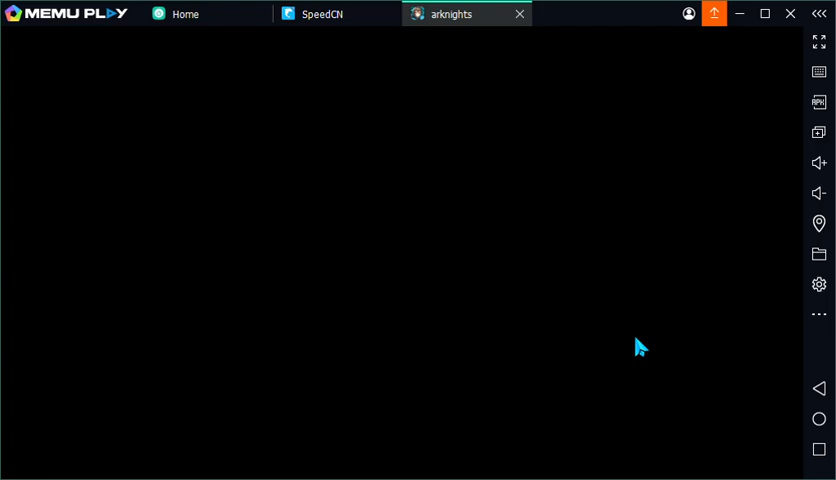 MEMU PLAY
Home
SpeedCN
arknights
APK